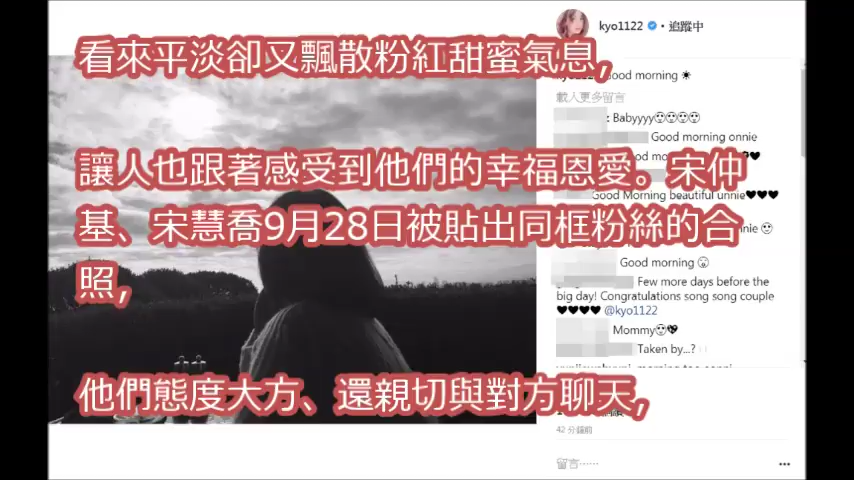 看來平淡卻又飄散粉紅甜蜜氣息,
讓人也跟著感受到他們的幸福恩愛。宋仲
基、宋慧喬9月28日被貼出同框粉絲的合
照,
他們態度大方、還親切與對方聊天,
kyo1122 • 追蹤中
Good morning ☀
載入更多留言
: Babyyyy
Good morning onnie
Good Morning beautiful unnie♥♥♥
Good morning
Few more days before the
big day! Congratulations song song couple
♥♥♥♥ @kyo1122
Mommy
Taken by...?
42 分鐘前
留言⋯⋯